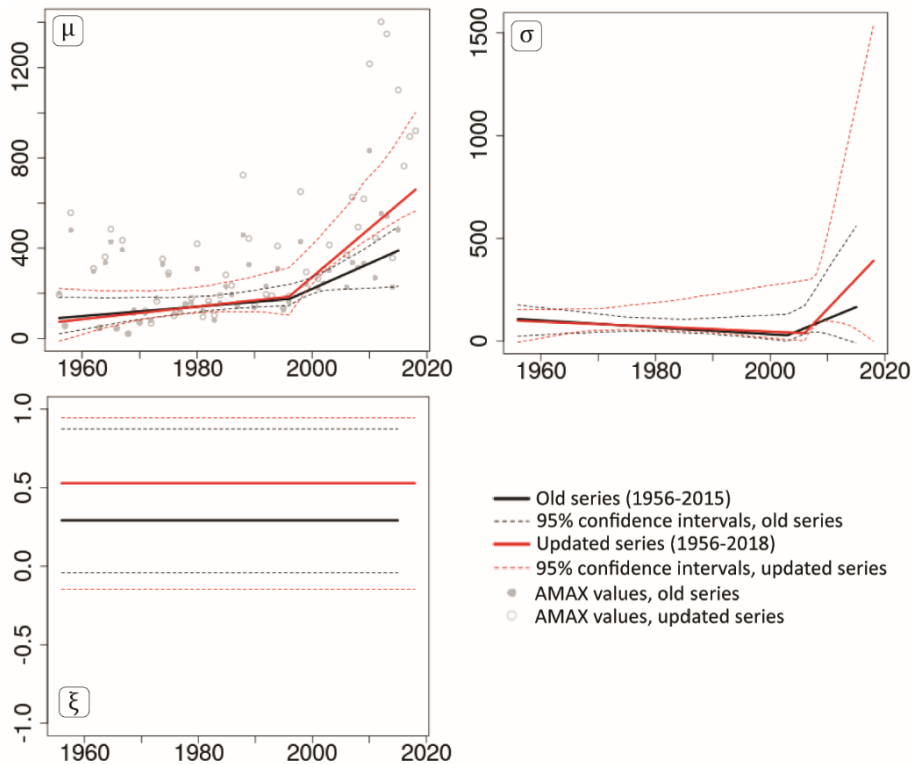 μ
1200
800
400
0
1960
1980
2000
2020
σ
1500
1000
500
0
1960
1980
2000
2020
1.0
0.5
0.0
-0.5
-1.0
ξ
1960
1980
2000
2020
Old series (1956-2015)
95% confidence intervals, old series
Updated series (1956-2018)
95% confidence intervals, updated series
AMAX values, old series
AMAX values, updated series